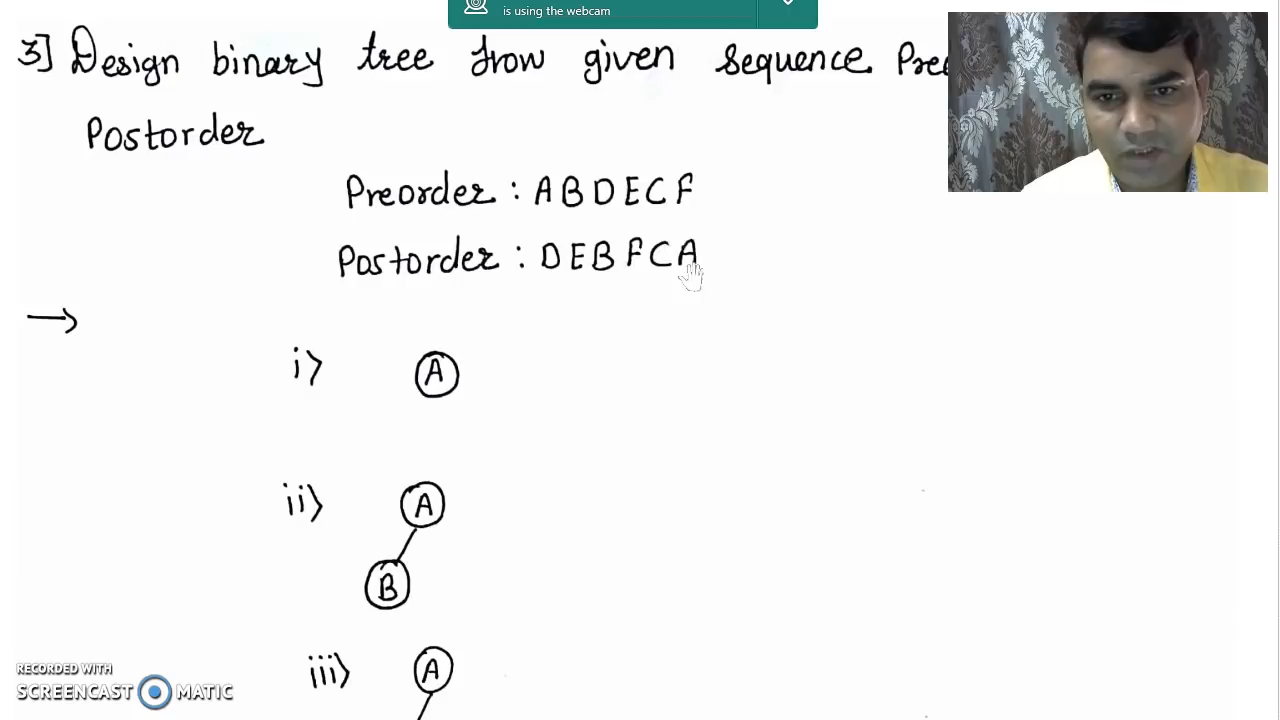 is using the webcam
3] Design binary tree from given sequence. Pree
Postorder
Preorder : A B D E C F
Postorder : D E B F C A
→
i> A
ii> A
B
iii> A
RECORDED WITH
SCREENCAST MATIC